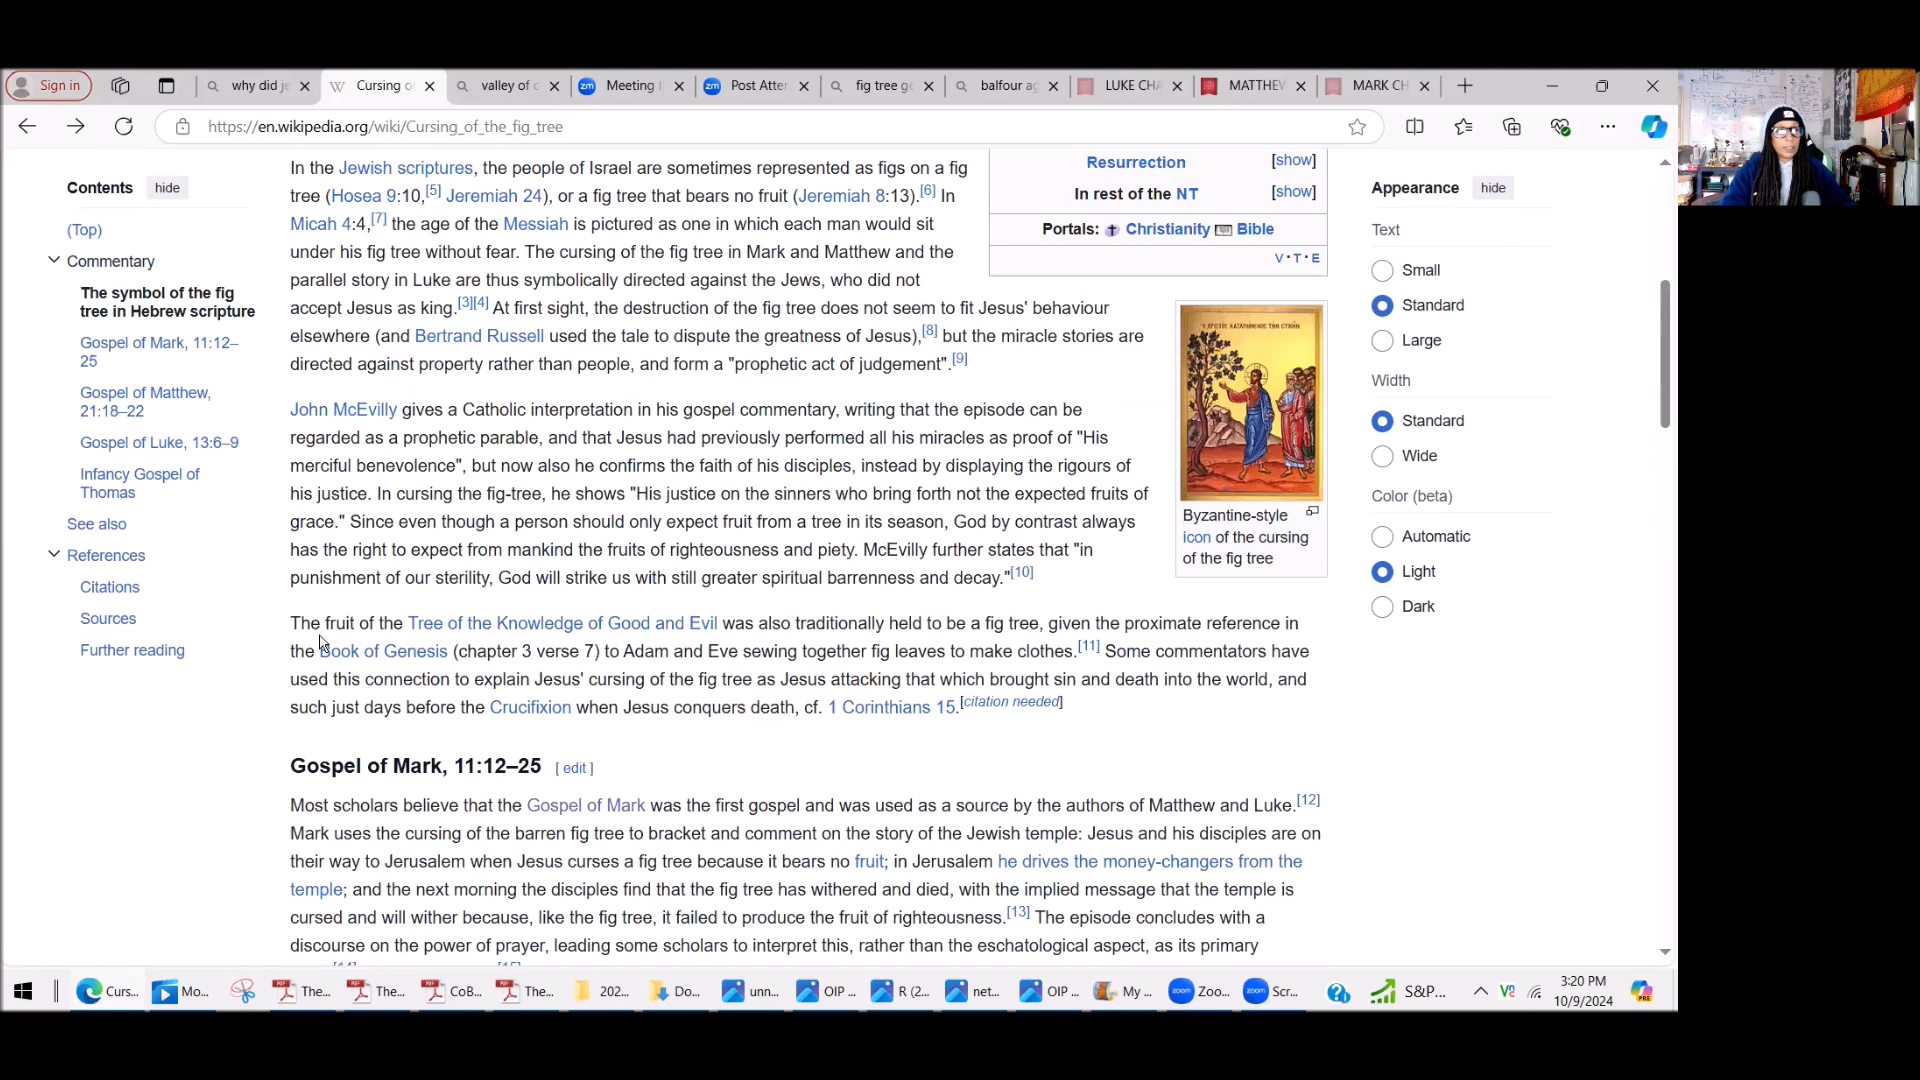 Sign in
why did je
Cursing o
valley of
Meeting
Post Atter
fig tree ge
balfour ag
LUKE CHA
MATTHEW
MARK CH
https://en.wikipedia.org/wiki/Cursing_of_the_fig_tree
Contents hide
(Top)
Commentary
The symbol of the fig
tree in Hebrew scripture
Gospel of Mark, 11:12–
25
Gospel of Matthew,
21:18–22
Gospel of Luke, 13:6–9
Infancy Gospel of
Thomas
See also
References
Citations
Sources
Further reading
In the Jewish scriptures, the people of Israel are sometimes represented as figs on a fig
tree (Hosea 9:10,[5] Jeremiah 24), or a fig tree that bears no fruit (Jeremiah 8:13).[6] In
Micah 4:4,[7] the age of the Messiah is pictured as one in which each man would sit
under his fig tree without fear. The cursing of the fig tree in Mark and Matthew and the
parallel story in Luke are thus symbolically directed against the Jews, who did not
accept Jesus as king.[3][4] At first sight, the destruction of the fig tree does not seem to fit Jesus' behaviour
elsewhere (and Bertrand Russell used the tale to dispute the greatness of Jesus),[8] but the miracle stories are
directed against property rather than people, and form a "prophetic act of judgement".[9]
John McEvilly gives a Catholic interpretation in his gospel commentary, writing that the episode can be
regarded as a prophetic parable, and that Jesus had previously performed all his miracles as proof of "His
merciful benevolence", but now also he confirms the faith of his disciples, instead by displaying the rigours of
his justice. In cursing the fig-tree, he shows "His justice on the sinners who bring forth not the expected fruits of
grace." Since even though a person should only expect fruit from a tree in its season, God by contrast always
has the right to expect from mankind the fruits of righteousness and piety. McEvilly further states that "in
punishment of our sterility, God will strike us with still greater spiritual barrenness and decay."[10]
The fruit of the Tree of the Knowledge of Good and Evil was also traditionally held to be a fig tree, given the proximate reference in
the Book of Genesis (chapter 3 verse 7) to Adam and Eve sewing together fig leaves to make clothes.[11] Some commentators have
used this connection to explain Jesus' cursing of the fig tree as Jesus attacking that which brought sin and death into the world, and
such just days before the Crucifixion when Jesus conquers death, cf. 1 Corinthians 15.[citation needed]
Gospel of Mark, 11:12–25 [ edit ]
Most scholars believe that the Gospel of Mark was the first gospel and was used as a source by the authors of Matthew and Luke.[12]
Mark uses the cursing of the barren fig tree to bracket and comment on the story of the Jewish temple: Jesus and his disciples are on
their way to Jerusalem when Jesus curses a fig tree because it bears no fruit; in Jerusalem he drives the money-changers from the
temple; and the next morning the disciples find that the fig tree has withered and died, with the implied message that the temple is
cursed and will wither because, like the fig tree, it failed to produce the fruit of righteousness.[13] The episode concludes with a
discourse on the power of prayer, leading some scholars to interpret this, rather than the eschatological aspect, as its primary
Resurrection [show]
In rest of the NT [show]
Portals: Christianity Bible
V·T·E
Byzantine-style
icon of the cursing
of the fig tree
Appearance hide
Text
Small
Standard
Large
Width
Standard
Wide
Color (beta)
Automatic
Light
Dark
Curs...
Mo...
The...
The...
CoB...
The...
202...
Do...
unn...
OIP ...
R (2...
net...
OIP ...
My ...
Zoo...
Scr...
S&P...
3:20 PM
10/9/2024